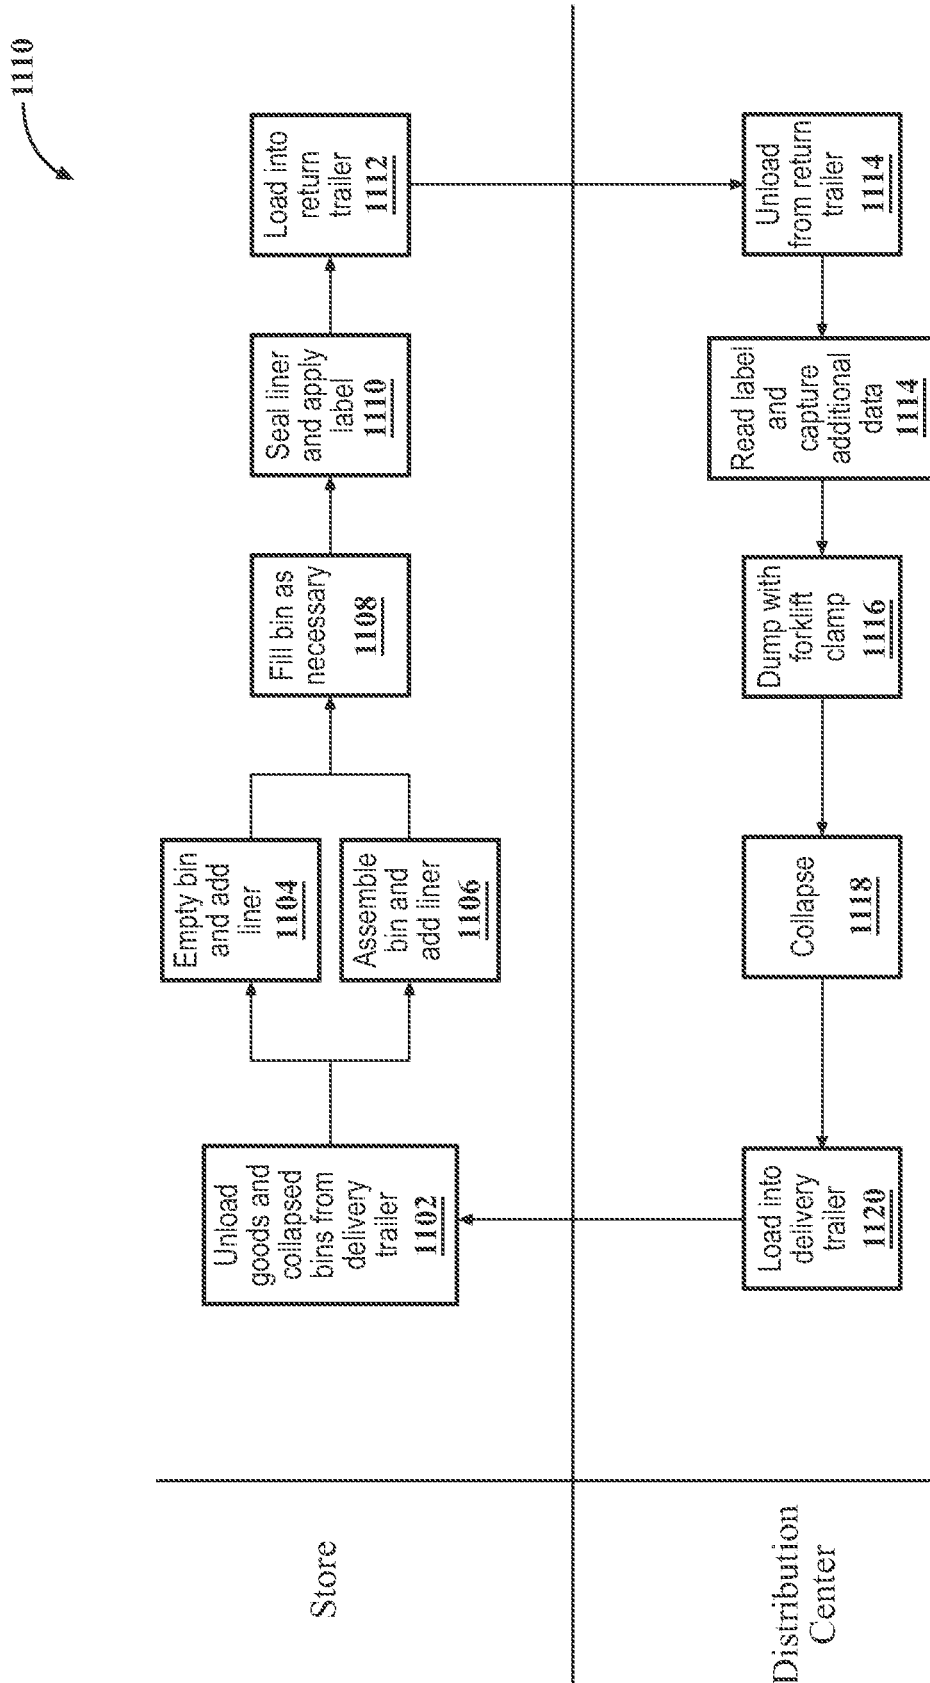 1110
Store
Unload
goods and
collapsed
bins from
delivery
trailer
1102
Empty bin
and add
liner
1104
Assemble
bin and
add liner
1106
Fill bin as
necessary
1108
Seal liner
and apply
label
1110
Load into
return
trailer
1112
Distribution
Center
Unload
from return
trailer
1114
Read label
and
capture
additional
data
1114
Dump with
forklift
clamp
1116
Collapse
1118
Load into
delivery
trailer
1120